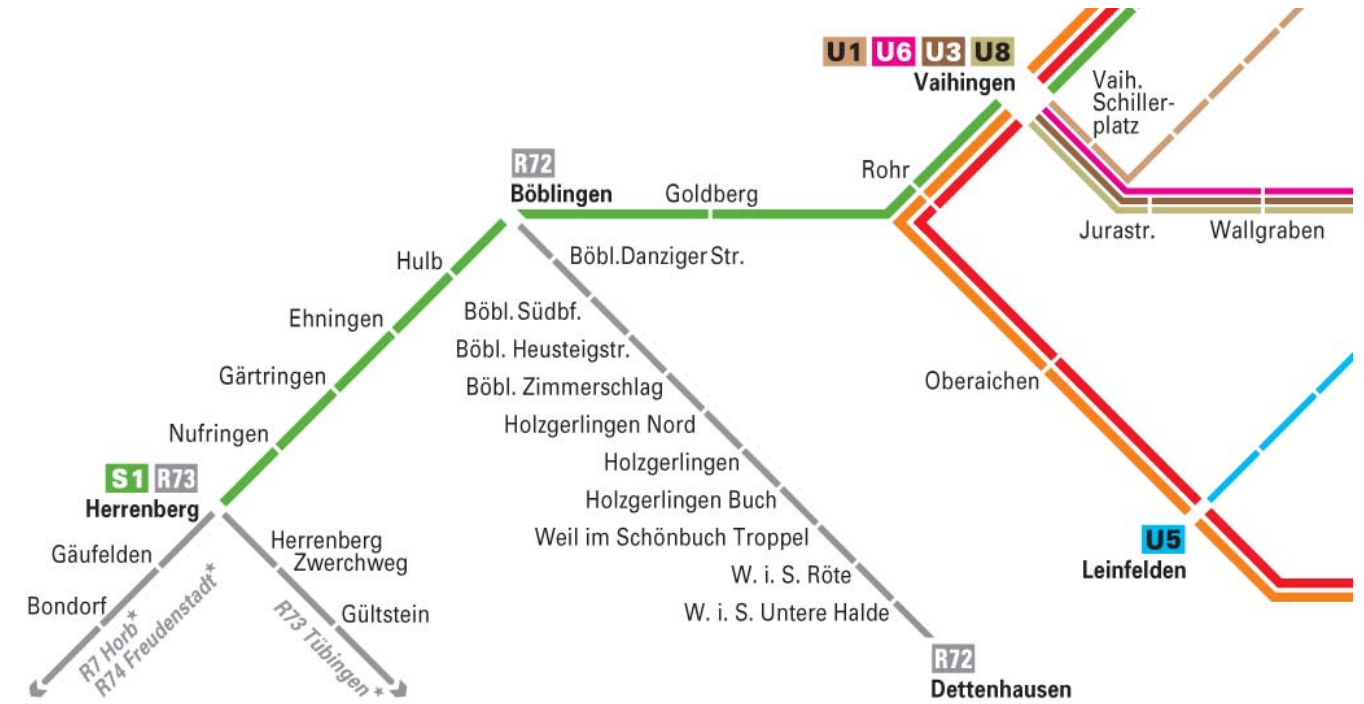 U1 U6 U3 U8
Vaihingen
Vaih.
Schiller-
platz
R72
Böblingen
Goldberg
Rohr
Jurastr.
Wallgraben
Hulb
Böbl.Danziger Str.
Ehningen
Böbl. Südbf.
Böbl. Heusteigstr.
Gärtringen
Böbl. Zimmerschlag
Oberaichen
Nufringen
Holzgerlingen Nord
Holzgerlingen
S1 R73
Herrenberg
Holzgerlingen Buch
Weil im Schönbuch Troppel
Herrenberg
Zwerchweg
Gäufelden
U5
Leinfelden
W. i. S. Röte
Bondorf
Gültstein
W. i. S. Untere Halde
R7 Horb*
R74 Freudenstadt*
R73 Tübingen *
R72
Dettenhausen